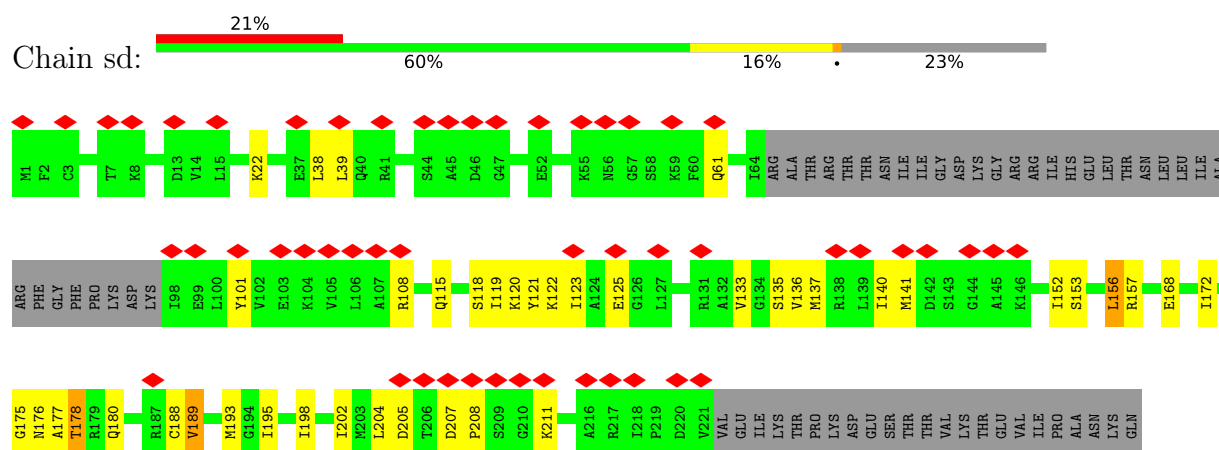 21%
Chain sd:
60% 16% • 23%
M1 F2 C3 T7 K8 D13 V14 L15 K22 E37 L38 L39 Q40 R41 S44 A45 D46 G47 E52 K55 N56 G57 S58 K59 F60 Q61 I64 ARG ALA THR ARG THR THR ASN ILE ILE GLY ASP LYS GLY ARG ARG ILE HIS GLU LEU THR ASN LEU LEU ILE ALA
ARG PHE GLY PHE PRO LYS ASP LYS I98 E99 L100 Y101 V102 E103 K104 V105 L106 A107 R108 Q115 S118 I119 K120 Y121 K122 I123 A124 E125 G126 L127 R131 A132 V133 G134 S135 V136 M137 R138 L139 I140 M141 D142 S143 G144 A145 K146 I152 S153 L156 R157 E168 I172
G175 N176 A177 T178 R179 Q180 R187 C188 V189 M193 G194 I195 I198 I202 M203 L204 D205 T206 D207 P208 S209 G210 K211 A216 R217 I218 P219 D220 V221 VAL GLU ILE LYS THR PRO LYS ASP GLU SER THR THR VAL LYS THR GLU VAL ILE PRO ALA ASN LYS GLN